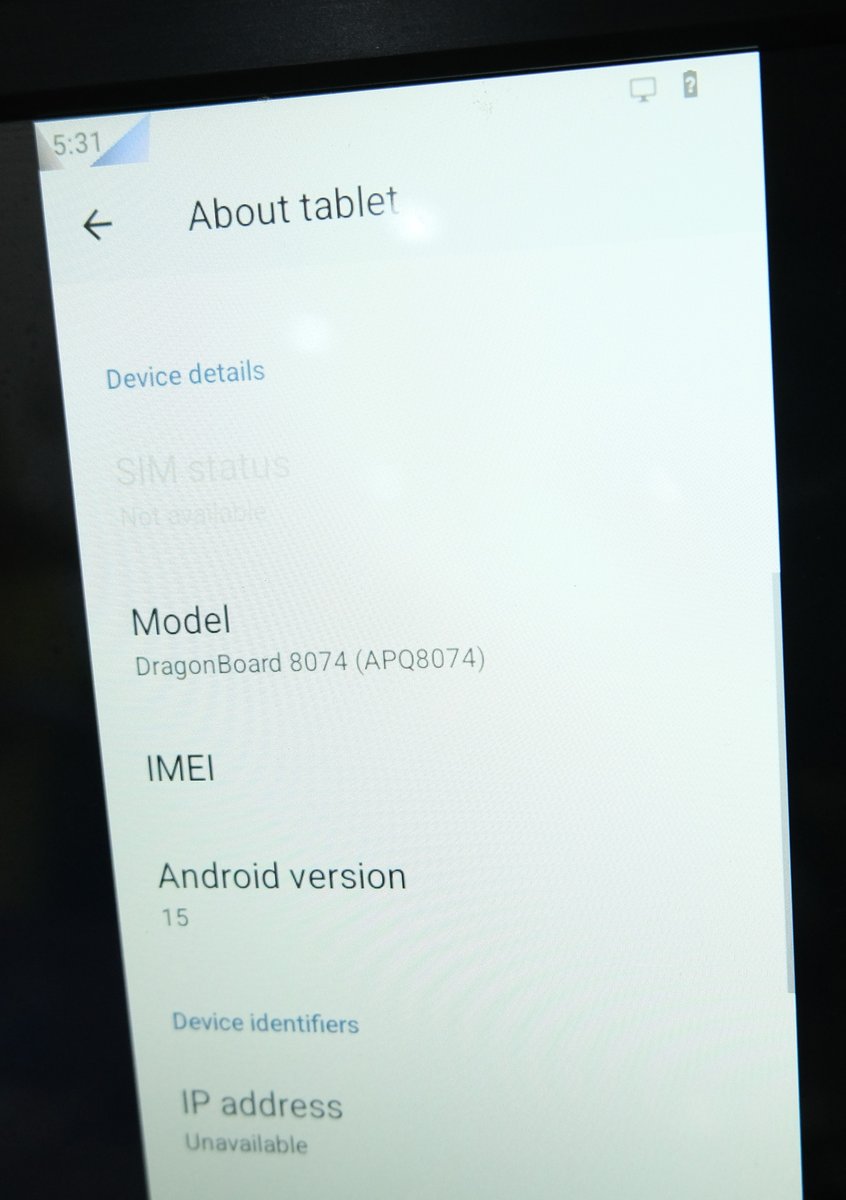 5:31
About tablet
Device details
SIM status
Not available
Model
DragonBoard 8074 (APQ8074)
IMEI
Android version
15
Device identifiers
IP address
Unavailable